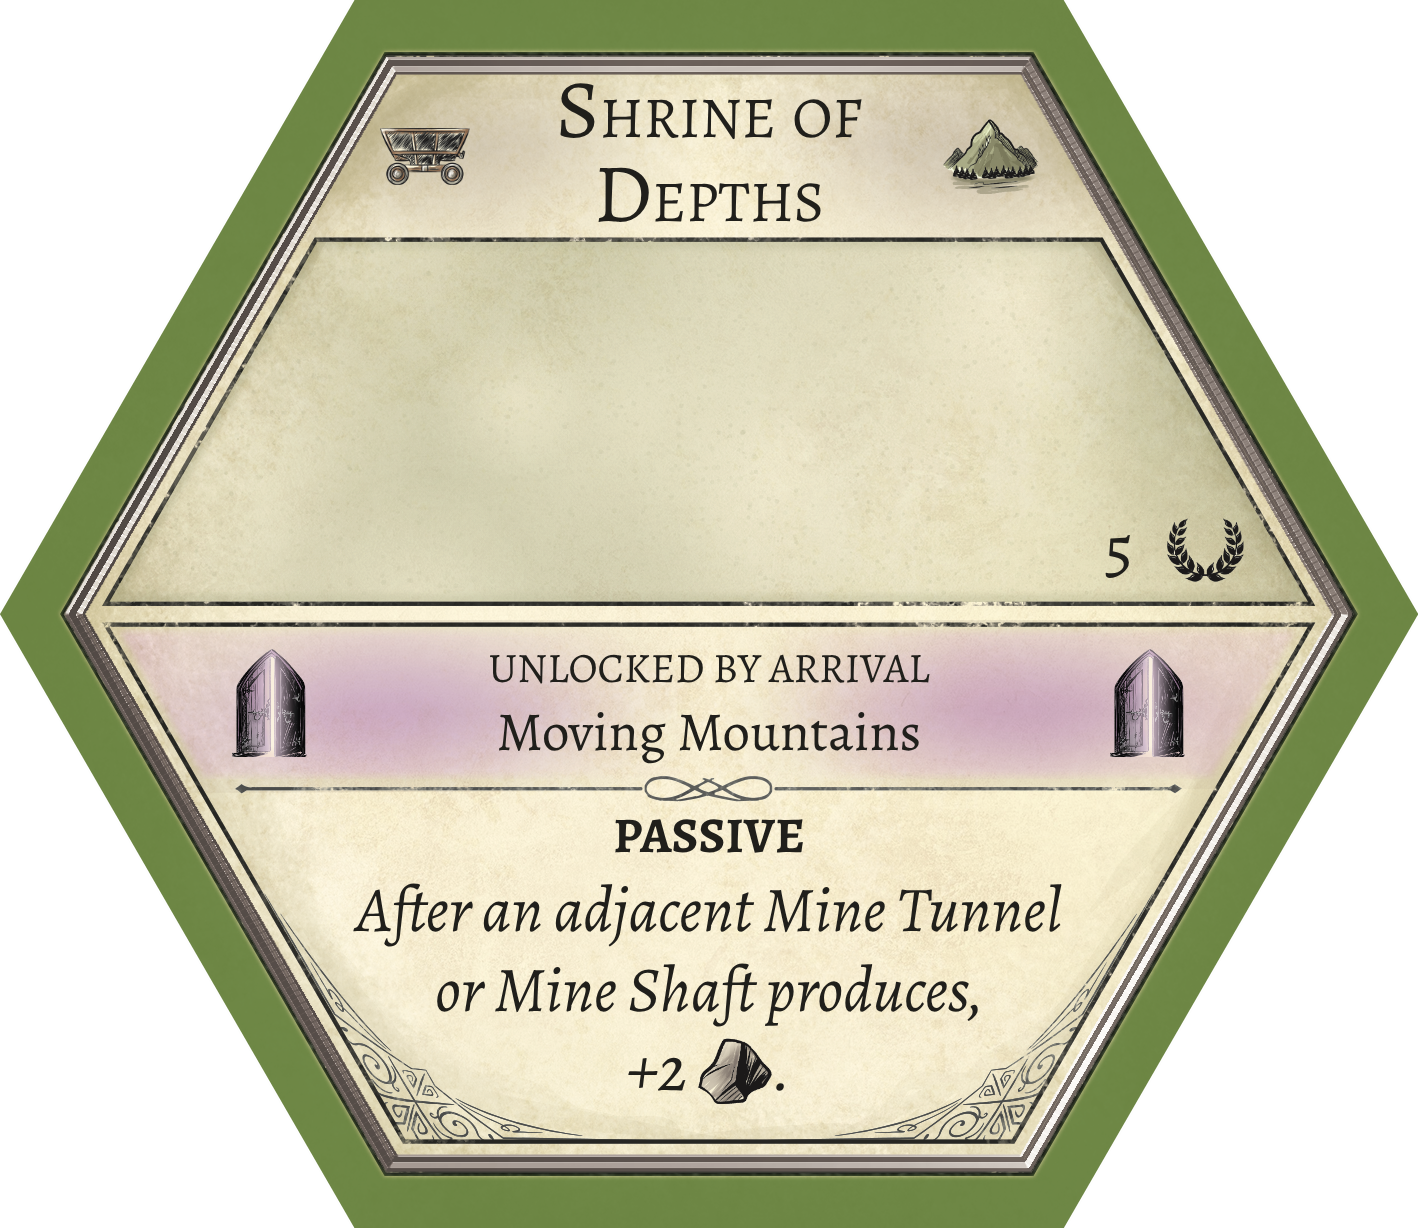 Shrine of
Depths
5
UNLOCKED BY ARRIVAL
Moving Mountains
PASSIVE
After an adjacent Mine Tunnel
or Mine Shaft produces,
+2 .